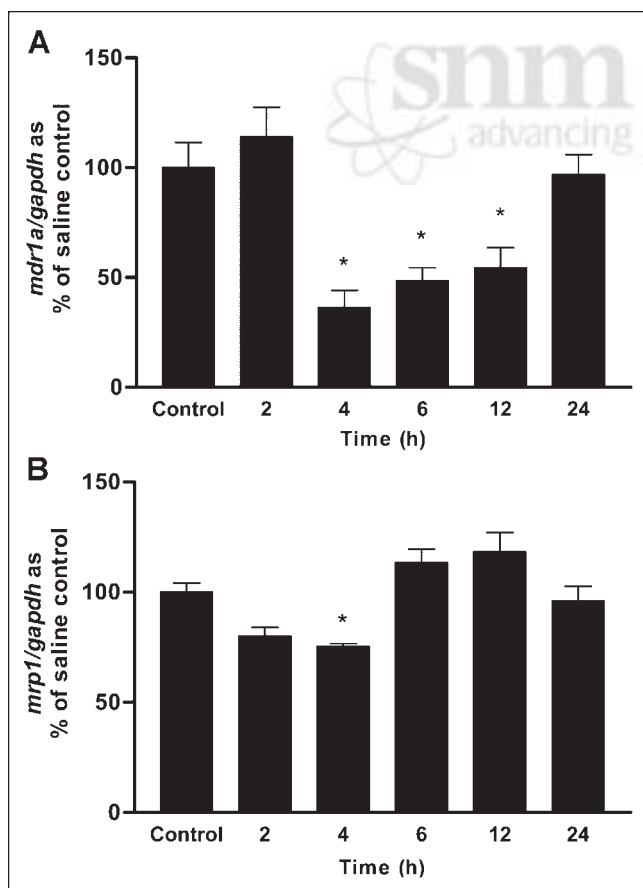 A
snm
advancing
mdr1a/gapdh as
% of saline control
150
100
50
0
*
*
*
Control 2 4 6 12 24
Time (h)
B
mrp1/gapdh as
% of saline control
150
100
50
0
*
Control 2 4 6 12 24
Time (h)